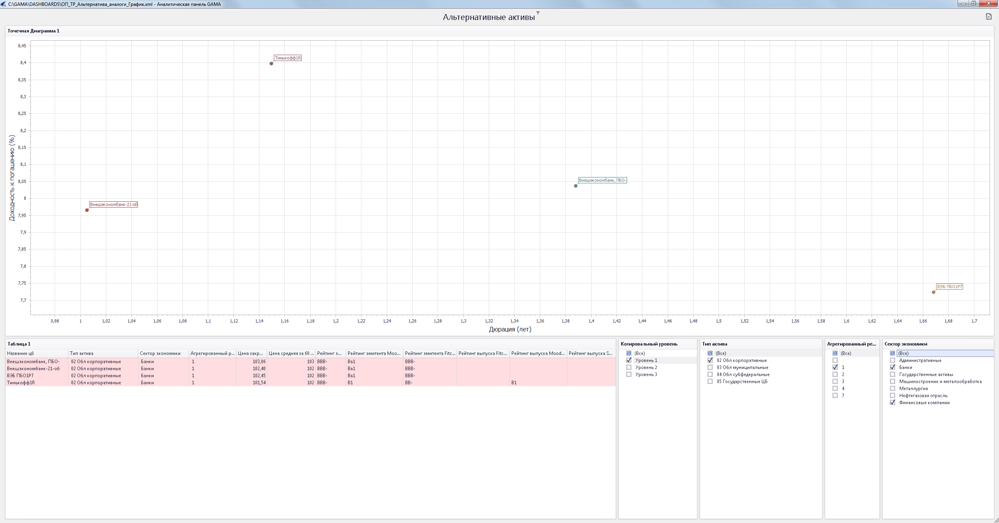 C:\GAMA\DASHBOARDS\ОП_ТР_Альтернатива_аналоги_График.xml - Аналитическая панель GAMA
Альтернативные активы
Точечная Диаграмма 1
8,45
8,4
8,35
8,3
8,25
8,2
8,15
8,1
8,05
8
7,95
7,9
7,85
7,8
7,75
7,7
Доходность к погашению (%)
Тинькофф1R
Внешэкономбанк, ПБО-
Внешэкономбанк-21-об
ВЭБ ПБО1Р7
0,98 1 1,02 1,04 1,06 1,08 1,1 1,12 1,14 1,16 1,18 1,2 1,22 1,24 1,26 1,28 1,3 1,32 1,34 1,36 1,38 1,4 1,42 1,44 1,46 1,48 1,5 1,52 1,54 1,56 1,58 1,6 1,62 1,64 1,66 1,68 1,7
Дюрация (лет)
Таблица 1
Название цб Тип актива Сектор экономики Агрегированный р... Цена закр... Цена средняя за 60 ... Рейтинг э... Рейтинг эмитента Moo... Рейтинг эмитента Fitc... Рейтинг выпуска Fitc... Рейтинг выпуска Mood... Рейтинг выпуска S...
Внешэкономбанк, ПБО- 02 Обл корпоративные Банки 1 103,06 103 BBB- Ba1 BBB-
Внешэкономбанк-21-об 02 Обл корпоративные Банки 1 102,40 102 BBB- Ba1 BBB-
ВЭБ ПБО1Р7 02 Обл корпоративные Банки 1 102,45 102 BBB- Ba1 BBB-
Тинькофф1R 02 Обл корпоративные Банки 1 101,54 102 BBB- B1 BB- B1
Котировальный уровень
(Все)
Уровень 1
Уровень 2
Уровень 3
Тип актива
(Все)
02 Обл корпоративные
03 Обл муниципальные
04 Обл субфедеральные
05 Государственные ЦБ
Агрегированный ре...
(Все)
1
2
3
4
7
Сектор экономики
(Все)
Административные
Банки
Государственные активы
Машиностроение и металообработка
Металлургия
Нефтегазовая отрасль
Финансовые компании